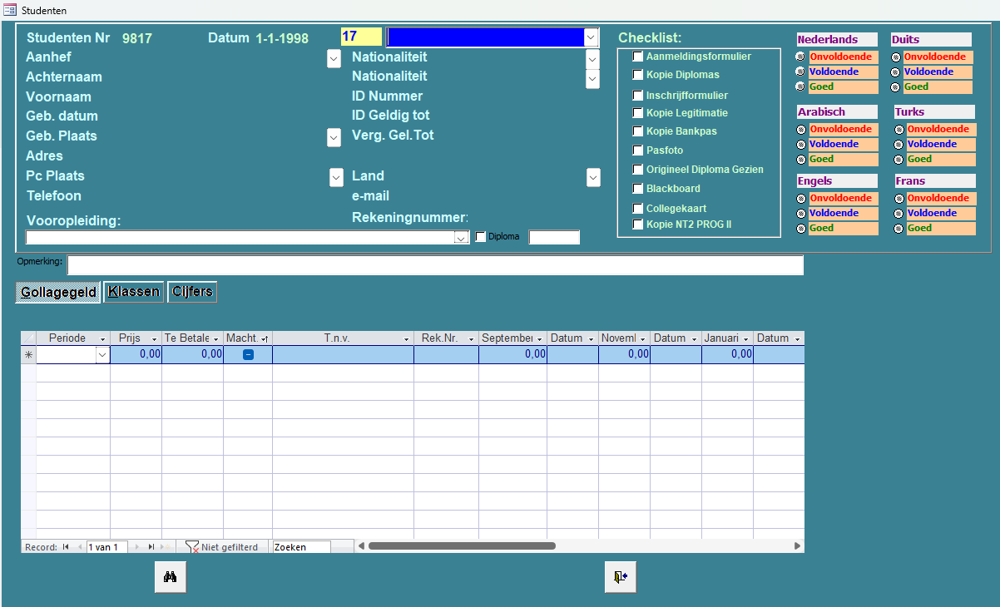 Studenten
Studenten Nr 9817 Datum 1-1-1998 17
Aanhef
Achternaam
Voornaam
Geb. datum
Geb. Plaats
Adres
Pc Plaats
Telefoon
Vooropleiding:
Nationaliteit
Nationaliteit
ID Nummer
ID Geldig tot
Verg. Gel.Tot
Land
e-mail
Rekeningnummer:
Diploma
Checklist:
Aanmeldingsformulier
Kopie Diplomas
Inschrijfformulier
Kopie Legitimatie
Kopie Bankpas
Pasfoto
Origineel Diploma Gezien
Blackboard
Collegekaart
Kopie NT2 PROG II
Nederlands
Onvoldoende
Voldoende
Goed
Duits
Onvoldoende
Voldoende
Goed
Arabisch
Onvoldoende
Voldoende
Goed
Turks
Onvoldoende
Voldoende
Goed
Engels
Onvoldoende
Voldoende
Goed
Frans
Onvoldoende
Voldoende
Goed
Opmerking:
Gollagegeld Klassen Cijfers
Periode Prijs Te Betale Macht. T.n.v. Rek.Nr. September Datum Noveml Datum Januari Datum
0,00 0,00 0,00 0,00 0,00
Record: 1 van 1 Niet gefilterd Zoeken